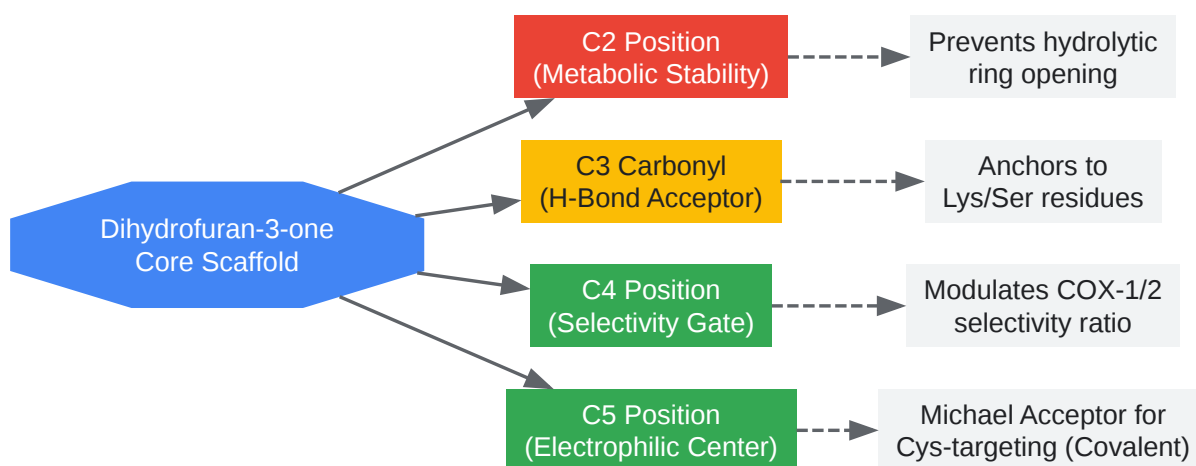 Dihydrofuran-3-one
Core Scaffold
C2 Position
(Metabolic Stability)
Prevents hydrolytic
ring opening
C3 Carbonyl
(H-Bond Acceptor)
Anchors to
Lys/Ser residues
C4 Position
(Selectivity Gate)
Modulates COX-1/2
selectivity ratio
C5 Position
(Electrophilic Center)
Michael Acceptor for
Cys-targeting (Covalent)